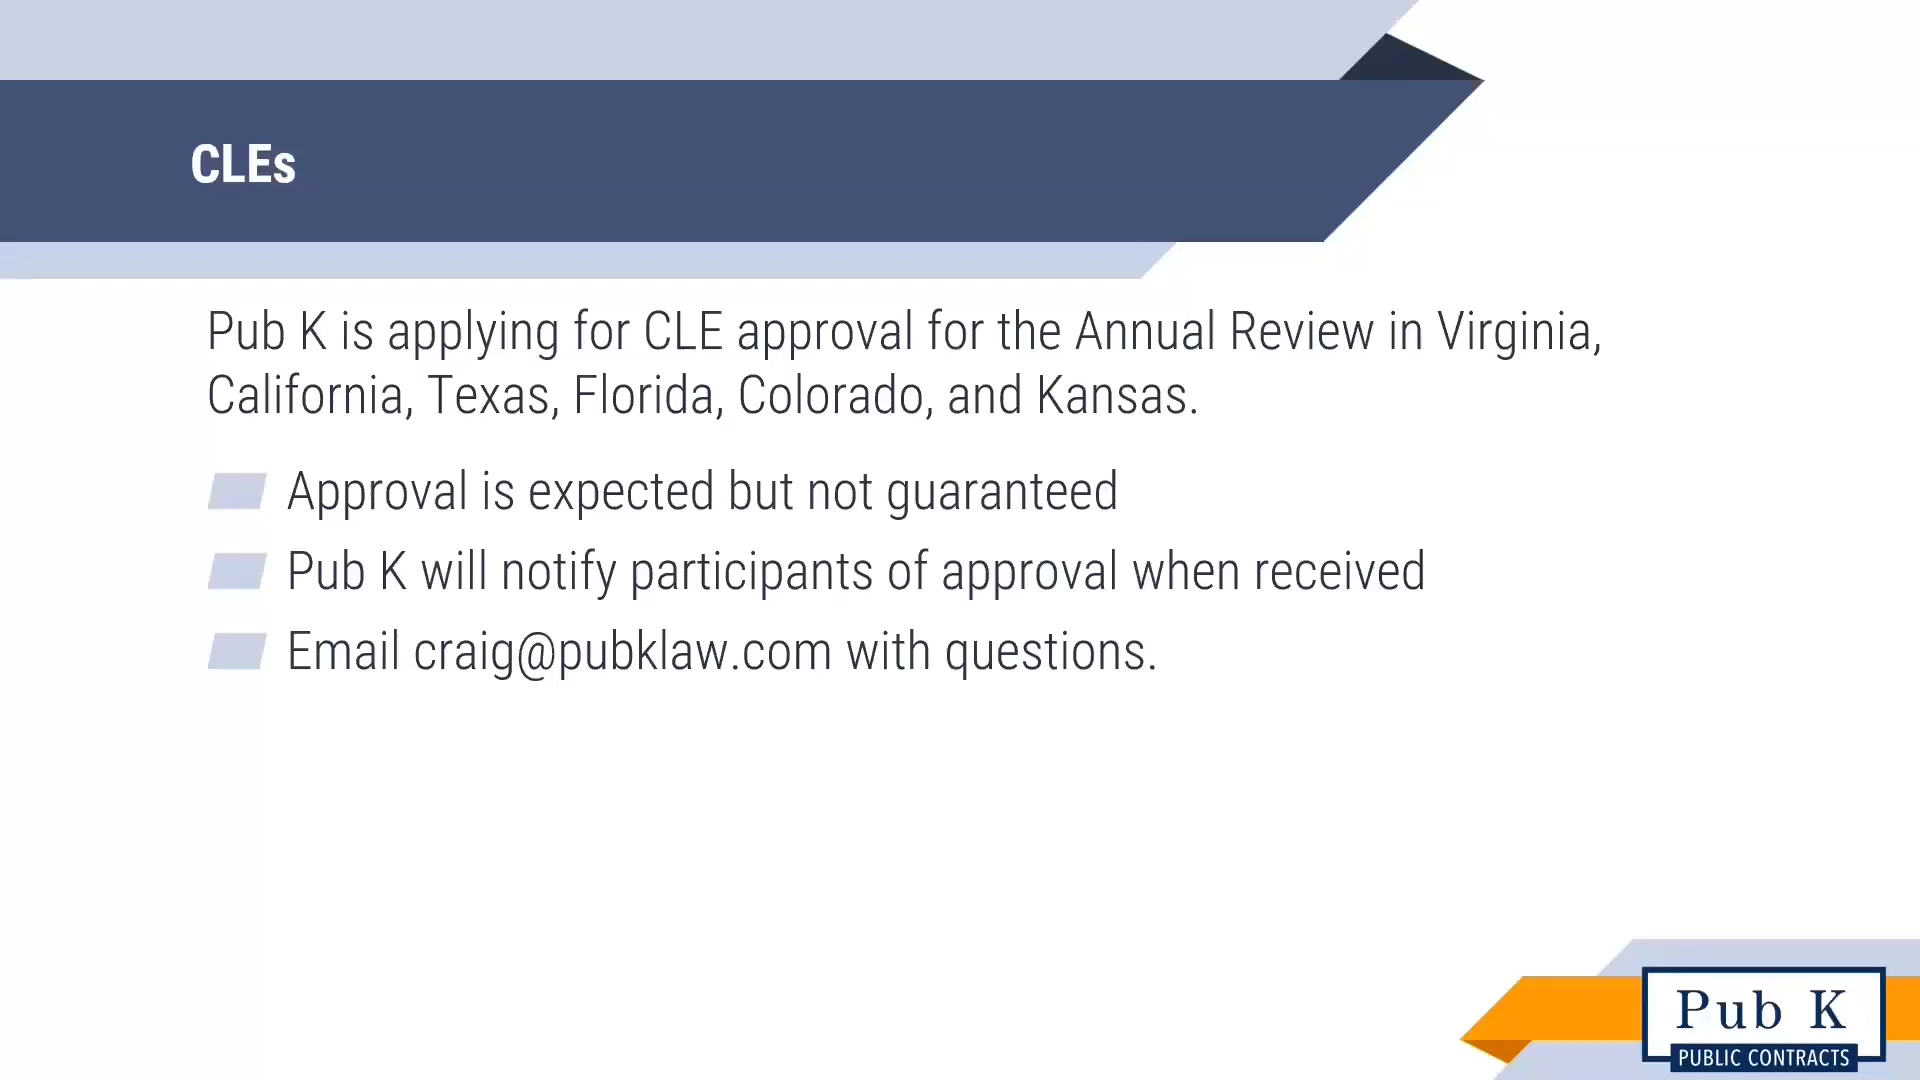 CLEs
Pub K is applying for CLE approval for the Annual Review in Virginia,
California, Texas, Florida, Colorado, and Kansas.
Approval is expected but not guaranteed
Pub K will notify participants of approval when received
Email craig@pubklaw.com with questions.
Pub K
PUBLIC CONTRACTS